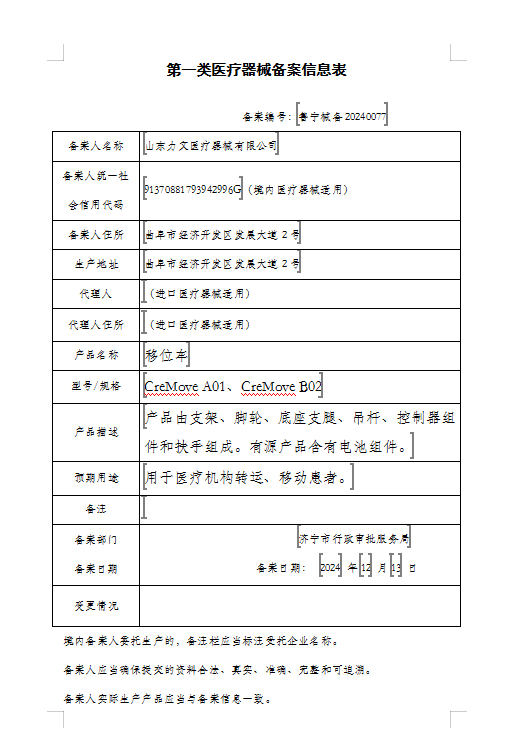 第一类医疗器械备案信息表
备案编号：鲁宁械备20240077
备案人名称 山东力文医疗器械有限公司
备案人统一社会信用代码 91370881793942996G（境内医疗器械适用）
备案人住所 曲阜市经济开发区发展大道2号
生产地址 曲阜市经济开发区发展大道2号
代理人 （进口医疗器械适用）
代理人住所 （进口医疗器械适用）
产品名称 移位车
型号/规格 CreMove A01、CreMove B02
产品描述 产品由支架、脚轮、底座支腿、吊杆、控制器组
件和扶手组成。有源产品含有电池组件。
预期用途 用于医疗机构转运、移动患者。
备注
备案部门 济宁市行政审批服务局
备案日期 备案日期： 2024 年 12 月 13 日
变更情况
境内备案人委托生产的，备注栏应当标注受托企业名称。
备案人应当确保提交的资料合法、真实、准确、完整和可追溯。
备案人实际生产产品应当与备案信息一致。